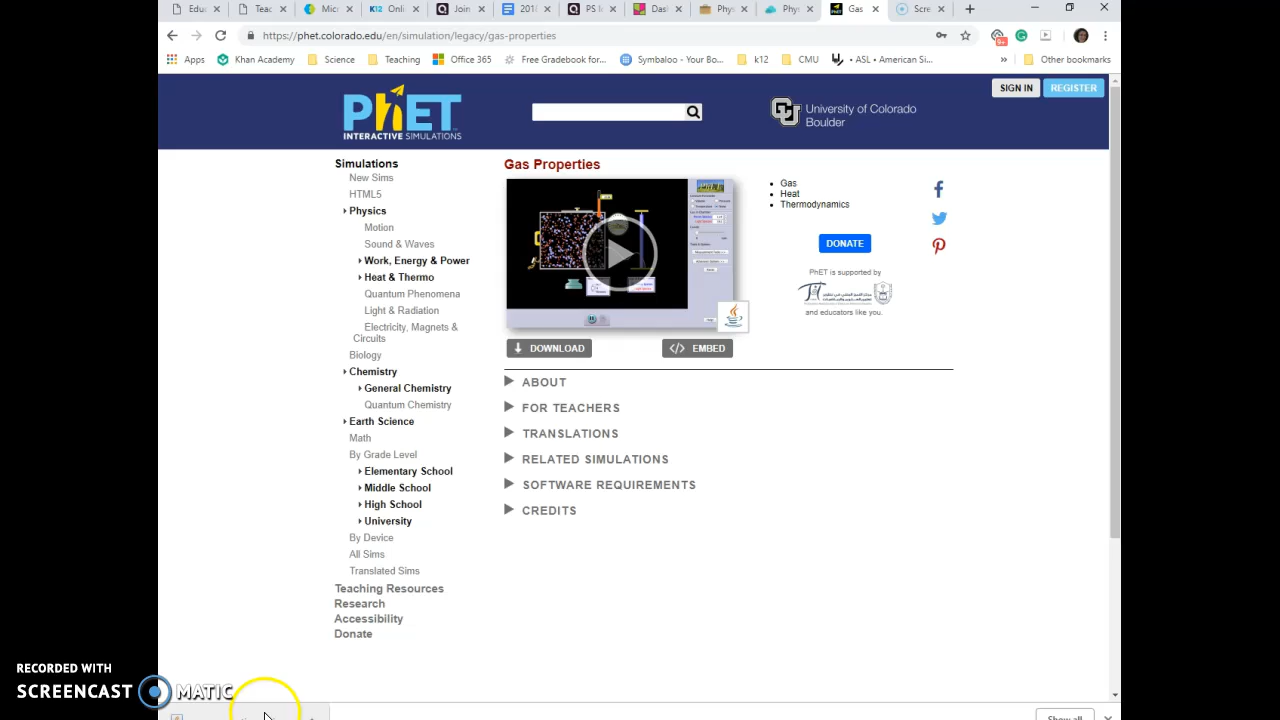 Edu
Teac
Micr
K12 Onlin
Join
2018
PS I
Dash
Phys
Phys
Gas
Scre
https://phet.colorado.edu/en/simulation/legacy/gas-properties
9+
Apps
Khan Academy
Science
Teaching
Office 365
Free Gradebook for...
Symbaloo - Your Bo...
k12
CMU
• ASL • American Si...
»
Other bookmarks
SIGN IN
REGISTER
PhET
INTERACTIVE SIMULATIONS
University of Colorado
Boulder
Simulations
New Sims
HTML5
Physics
Motion
Sound & Waves
Work, Energy & Power
Heat & Thermo
Quantum Phenomena
Light & Radiation
Electricity, Magnets &
Circuits
Biology
Chemistry
General Chemistry
Quantum Chemistry
Earth Science
Math
By Grade Level
Elementary School
Middle School
High School
University
By Device
All Sims
Translated Sims
Teaching Resources
Research
Accessibility
Donate
Gas Properties
DOWNLOAD
</> EMBED
• Gas
• Heat
• Thermodynamics
DONATE
PhET is supported by
and educators like you.
ABOUT
FOR TEACHERS
TRANSLATIONS
RELATED SIMULATIONS
SOFTWARE REQUIREMENTS
CREDITS
RECORDED WITH
SCREENCAST MATIC
Show all